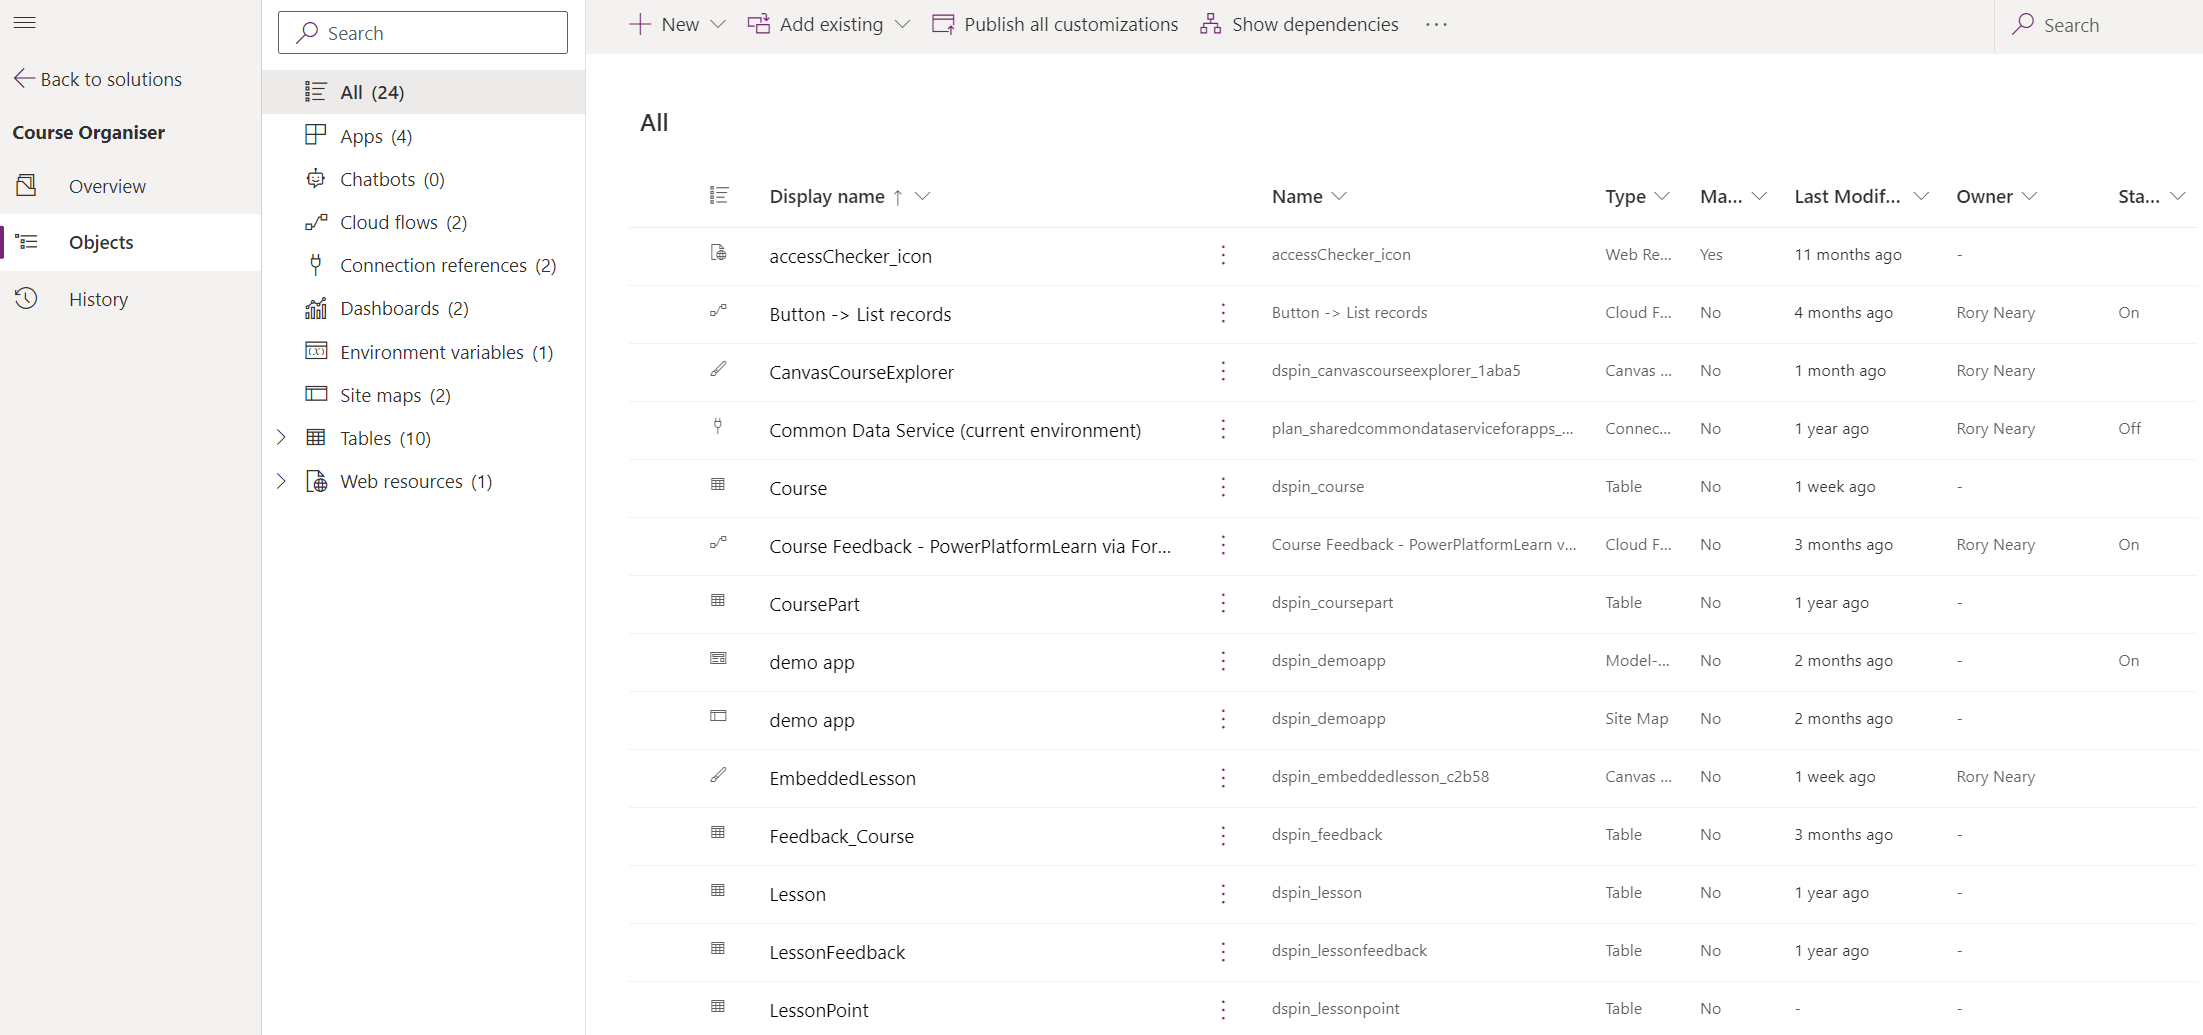 Back to solutions
Course Organiser
Overview
Objects
History
Search
All (24)
Apps (4)
Chatbots (0)
Cloud flows (2)
Connection references (2)
Dashboards (2)
Environment variables (1)
Site maps (2)
Tables (10)
Web resources (1)
New Add existing Publish all customizations Show dependencies ··· Search
All
Display name ↑ Name Type Ma... Last Modif... Owner Sta...
accessChecker_icon accessChecker_icon Web Re... Yes 11 months ago -
Button -> List records Button -> List records Cloud F... No 4 months ago Rory Neary On
CanvasCourseExplorer dspin_canvascourseexplorer_1aba5 Canvas ... No 1 month ago Rory Neary
Common Data Service (current environment) plan_sharedcommondataserviceforapps_... Connec... No 1 year ago Rory Neary Off
Course dspin_course Table No 1 week ago -
Course Feedback - PowerPlatformLearn via For... Course Feedback - PowerPlatformLearn v... Cloud F... No 3 months ago Rory Neary On
CoursePart dspin_coursepart Table No 1 year ago -
demo app dspin_demoapp Model-... No 2 months ago - On
demo app dspin_demoapp Site Map No 2 months ago -
EmbeddedLesson dspin_embeddedlesson_c2b58 Canvas ... No 1 week ago Rory Neary
Feedback_Course dspin_feedback Table No 3 months ago -
Lesson dspin_lesson Table No 1 year ago -
LessonFeedback dspin_lessonfeedback Table No 1 year ago -
LessonPoint dspin_lessonpoint Table No - -